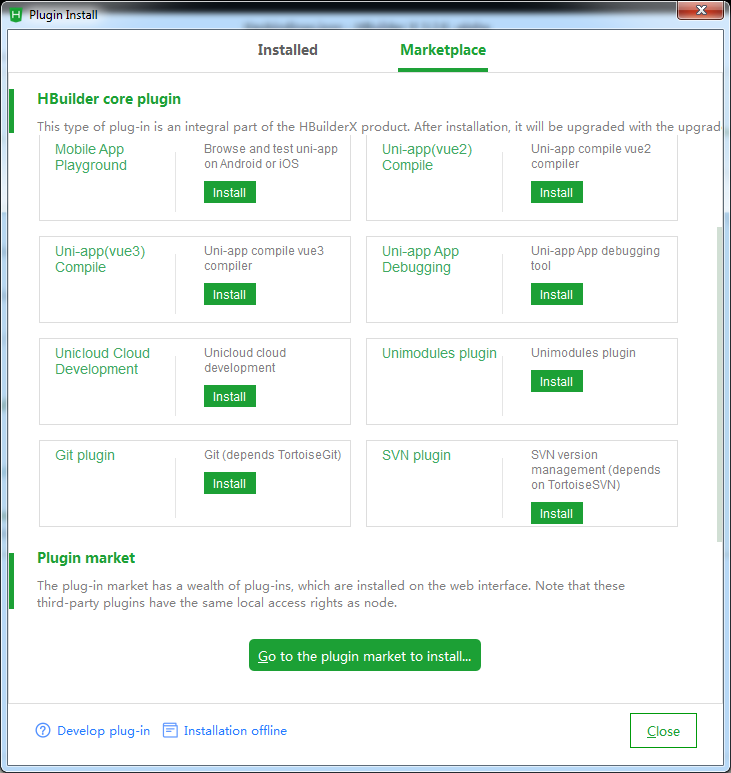 Plugin Install
Installed
Marketplace
HBuilder core plugin
This type of plug-in is an integral part of the HBuilderX product. After installation, it will be upgraded with the upgrad
Mobile App
Playground
Browse and test uni-app
on Android or iOS
Install
Uni-app(vue2)
Compile
Uni-app compile vue2
compiler
Install
Uni-app(vue3)
Compile
Uni-app compile vue3
compiler
Install
Uni-app App
Debugging
Uni-app App debugging
tool
Install
Unicloud Cloud
Development
Unicloud cloud
development
Install
Unimodules plugin
Unimodules plugin
Install
Git plugin
Git (depends TortoiseGit)
Install
SVN plugin
SVN version
management (depends
on TortoiseSVN)
Install
Plugin market
The plug-in market has a wealth of plug-ins, which are installed on the web interface. Note that these
third-party plugins have the same local access rights as node.
Go to the plugin market to install...
Develop plug-in
Installation offline
Close